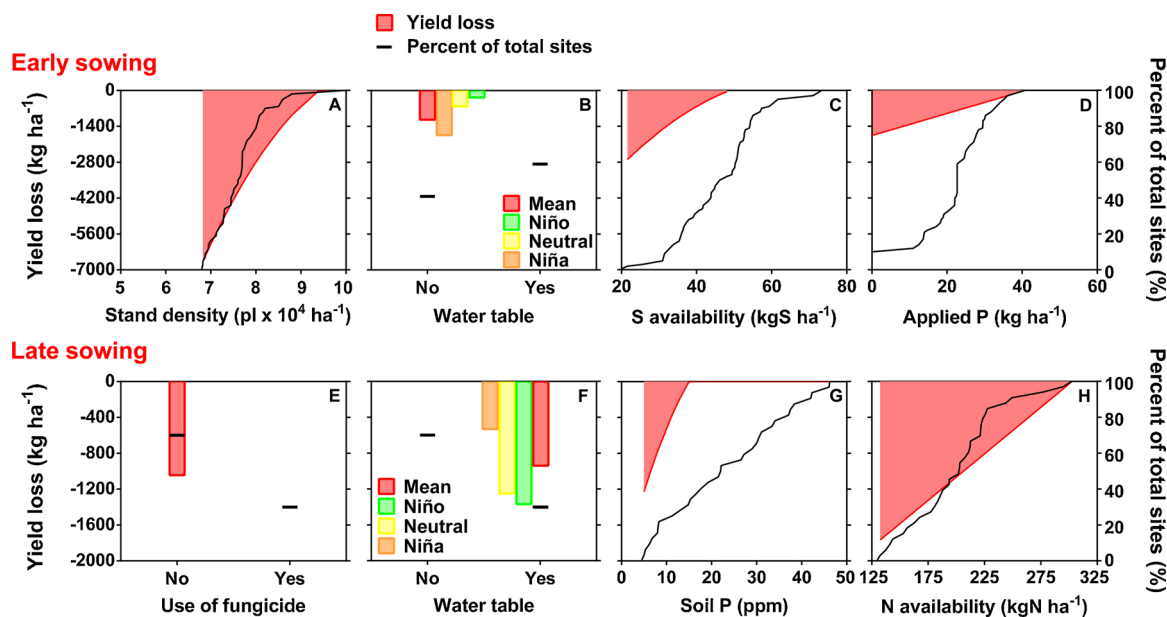 Yield loss
Percent of total sites
Early sowing
Yield loss (kg ha⁻¹)
0
-1400
-2800
-4200
-5600
-7000
A
5 6 7 8 9 10
Stand density (pl x 10⁴ ha⁻¹)
B
Mean
Niño
Neutral
Niña
No Yes
Water table
C
20 40 60 80
S availability (kgS ha⁻¹)
D
0 20 40 60
Applied P (kg ha⁻¹)
100
80
60
40
20
0
Percent of total sites (%)
Late sowing
Yield loss (kg ha⁻¹)
0
-400
-800
-1200
-1600
-2000
E
No Yes
Use of fungicide
F
Mean
Niño
Neutral
Niña
No Yes
Water table
G
0 10 20 30 40 50
Soil P (ppm)
H
125 175 225 275 325
N availability (kgN ha⁻¹)
100
80
60
40
20
0
Percent of total sites (%)